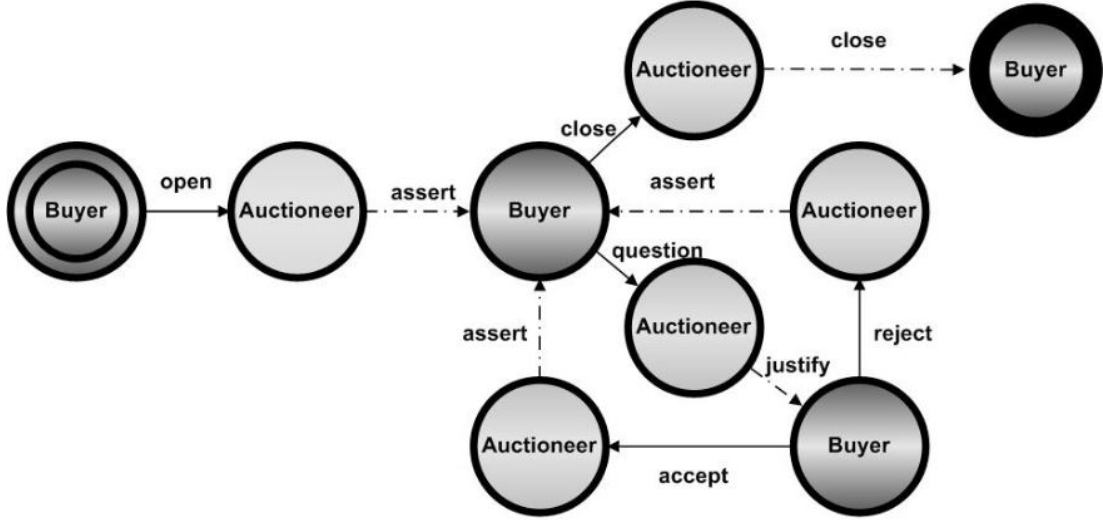 close
Auctioneer
Buyer
close
open
assert
assert
Buyer
Auctioneer
Buyer
Auctioneer
question
Auctioneer
assert
reject
justify
Auctioneer
Buyer
accept